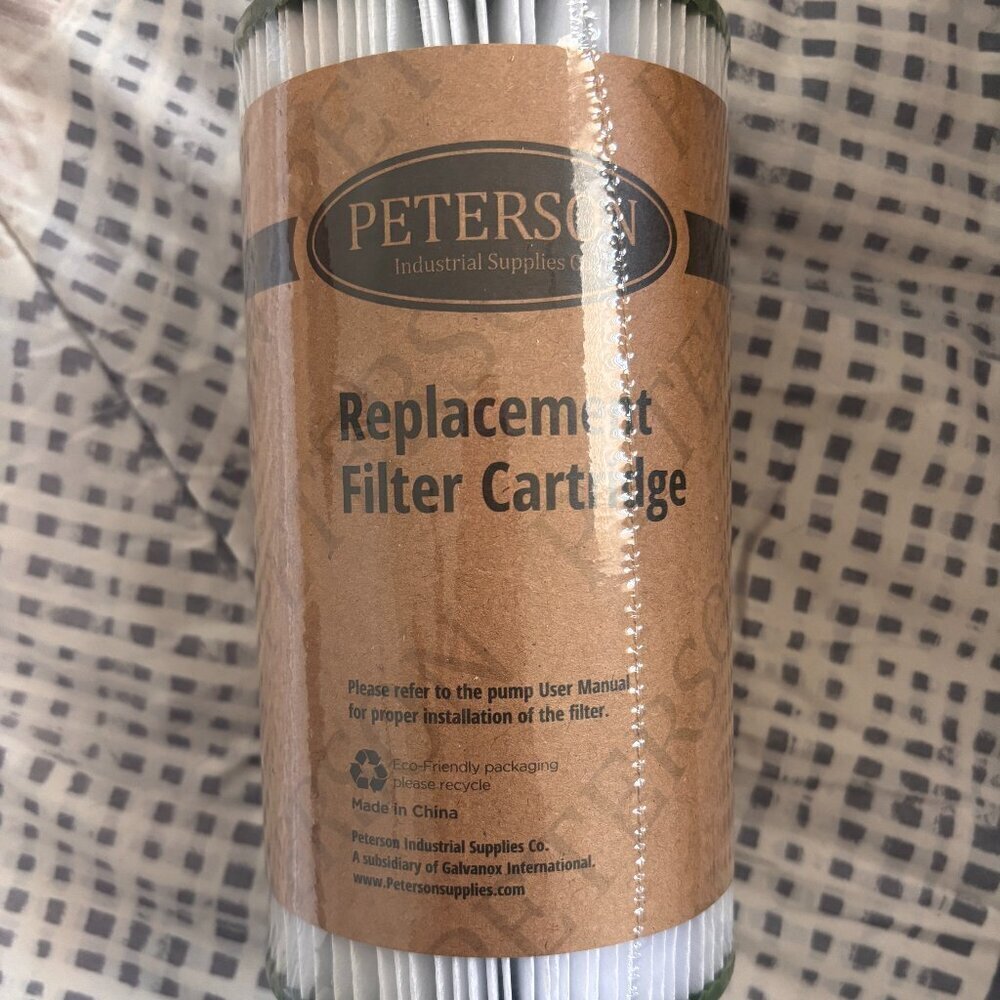 PETERSON
Industrial Supplies
Replacement
Filter Cartridge
Please refer to the pump User Manual
for proper installation of the filter.
Eco-Friendly packaging
please recycle
Made in China
Peterson Industrial Supplies Co.
A subsidiary of Galvanox International.
www.Petersonsupplies.com